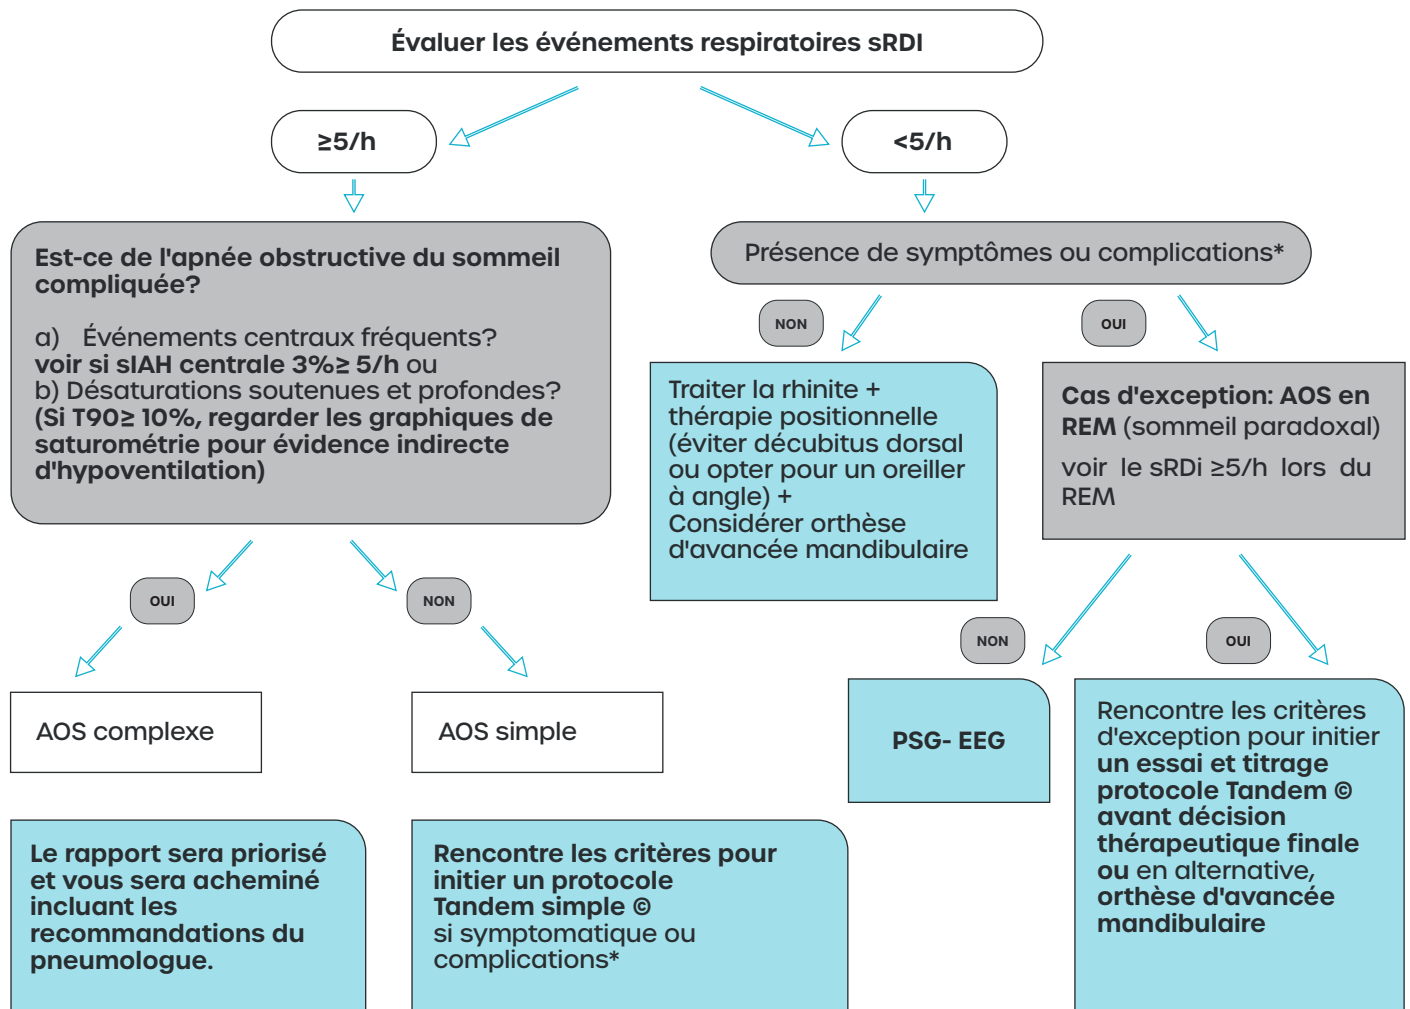 Évaluer les événements respiratoires sRDI
≥5/h
<5/h
Est-ce de l'apnée obstructive du sommeil
compliquée?
a) Événements centraux fréquents?
voir si sIAH centrale 3%≥ 5/h ou
b) Désaturations soutenues et profondes?
(Si T90≥ 10%, regarder les graphiques de
saturométrie pour évidence indirecte
d'hypoventilation)
Présence de symptômes ou complications*
NON
OUI
Traiter la rhinite +
thérapie positionnelle
(éviter décubitus dorsal
ou opter pour un oreiller
à angle) +
Considérer orthèse
d'avancée mandibulaire
Cas d'exception: AOS en
REM (sommeil paradoxal)
voir le sRDi ≥5/h lors du
REM
OUI
NON
NON
OUI
AOS complexe
AOS simple
PSG- EEG
Rencontre les critères
d'exception pour initier
un essai et titrage
protocole Tandem ©
avant décision
thérapeutique finale
ou en alternative,
orthèse d'avancée
mandibulaire
Le rapport sera priorisé
et vous sera acheminé
incluant les
recommandations du
pneumologue.
Rencontre les critères pour
initier un protocole
Tandem simple ©
si symptomatique ou
complications*